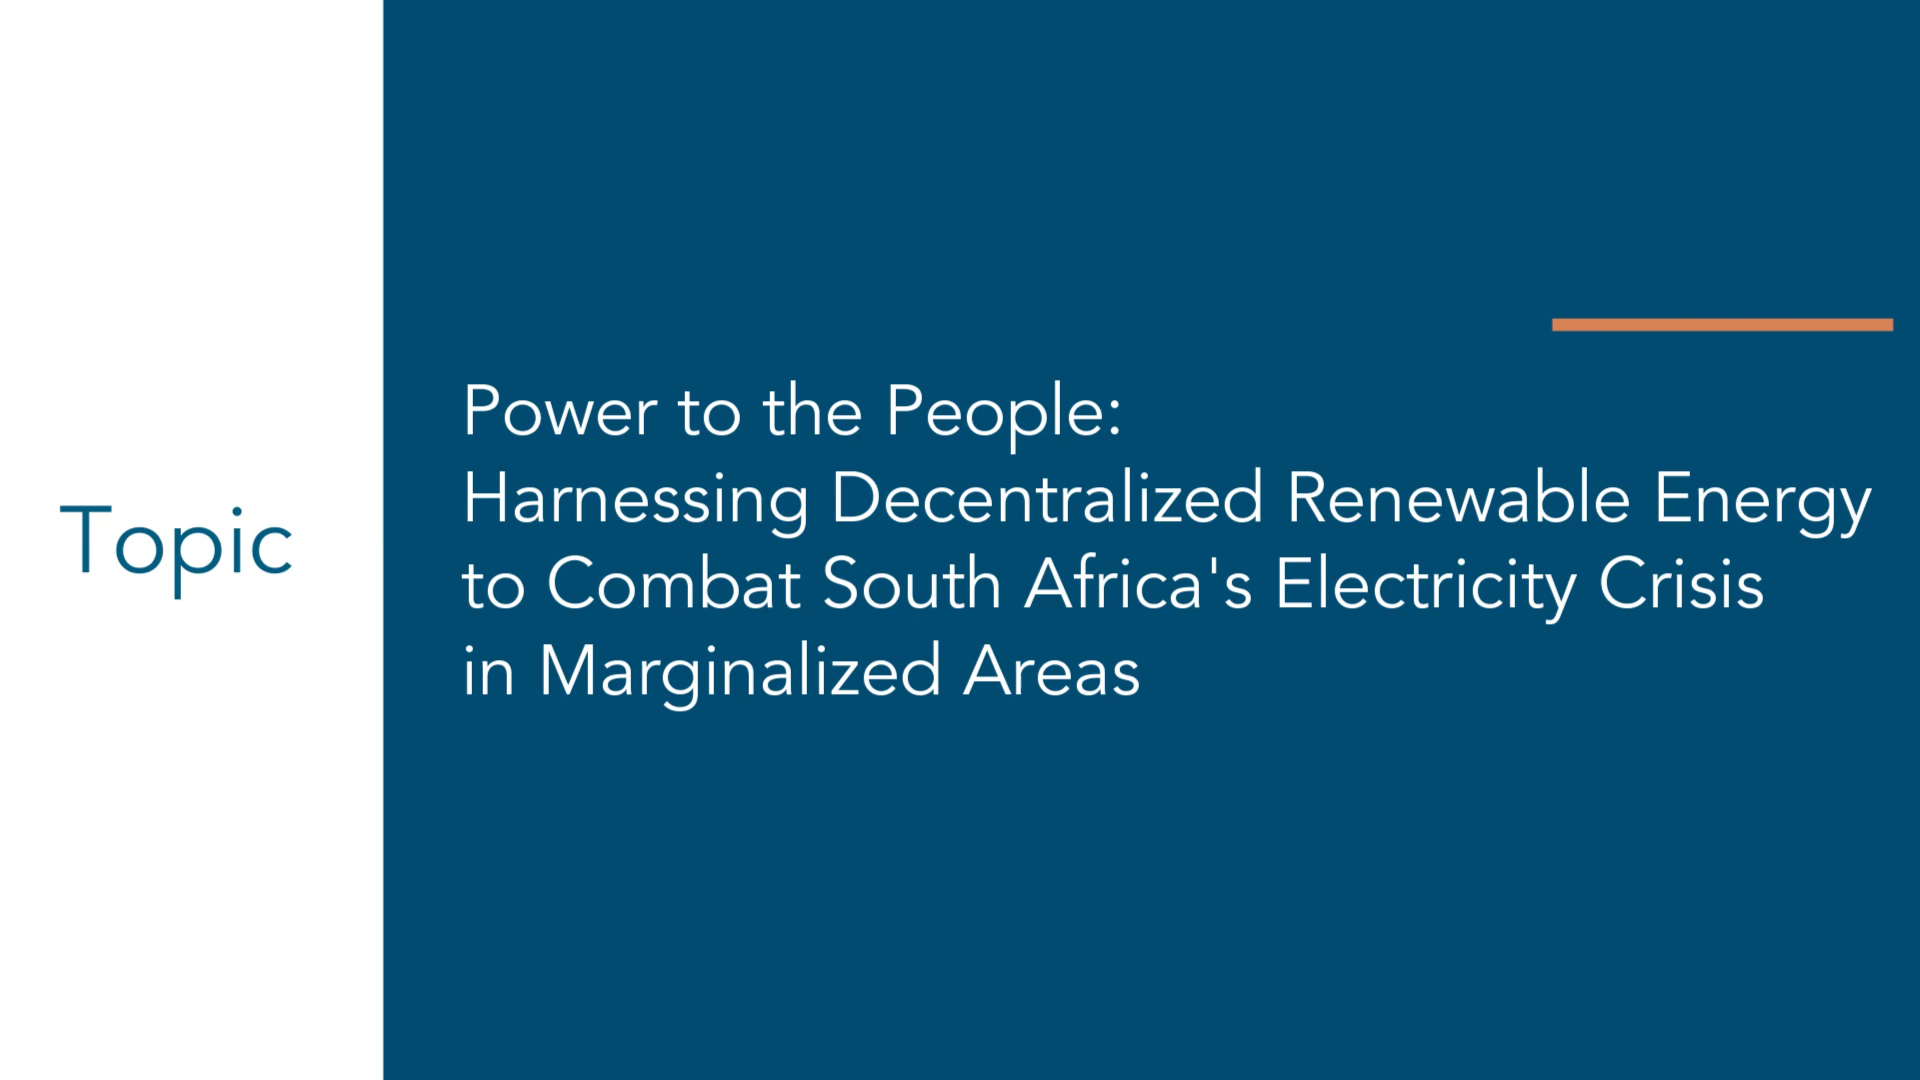 Topic
Power to the People:
Harnessing Decentralized Renewable Energy
to Combat South Africa's Electricity Crisis
in Marginalized Areas